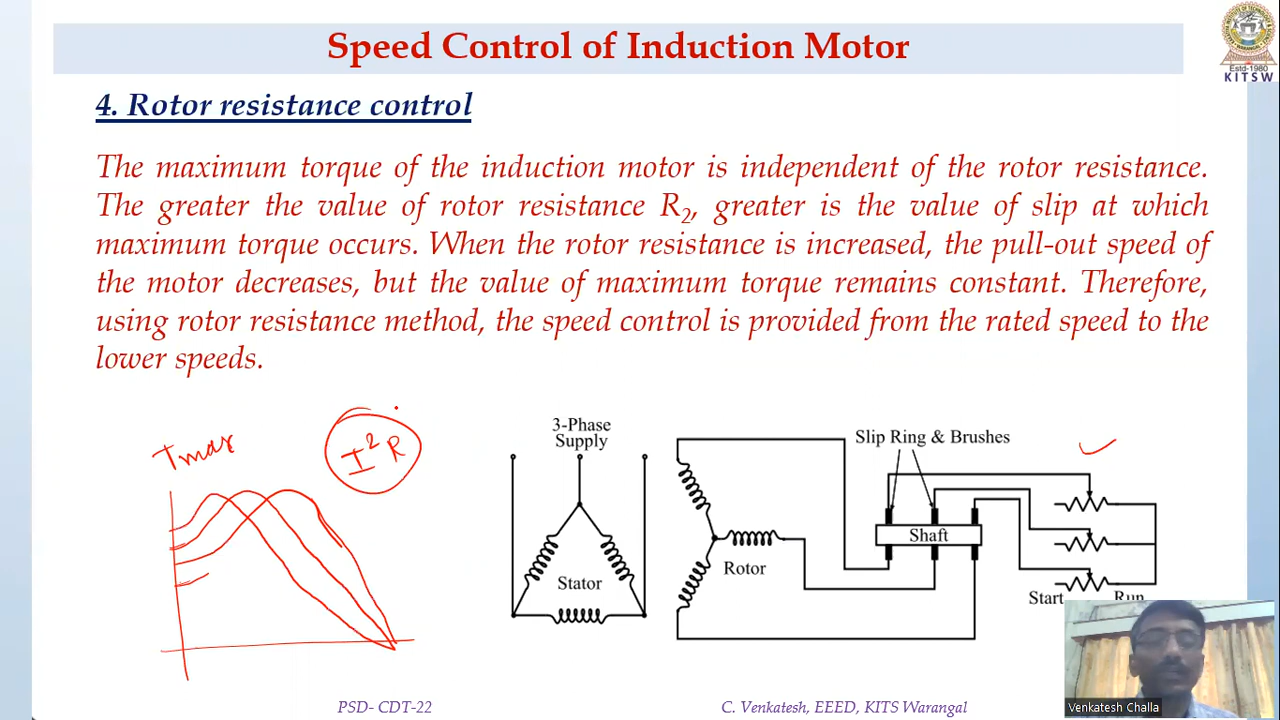 Speed Control of Induction Motor
Estd-1980
KITSW
4. Rotor resistance control
The maximum torque of the induction motor is independent of the rotor resistance.
The greater the value of rotor resistance R₂, greater is the value of slip at which
maximum torque occurs. When the rotor resistance is increased, the pull-out speed of
the motor decreases, but the value of maximum torque remains constant. Therefore,
using rotor resistance method, the speed control is provided from the rated speed to the
lower speeds.
Tmax
I²R
3-Phase
Supply
Stator
Rotor
Slip Ring & Brushes
Shaft
Start Run
PSD- CDT-22
C. Venkatesh, EEED, KITS Warangal
Venkatesh Challa